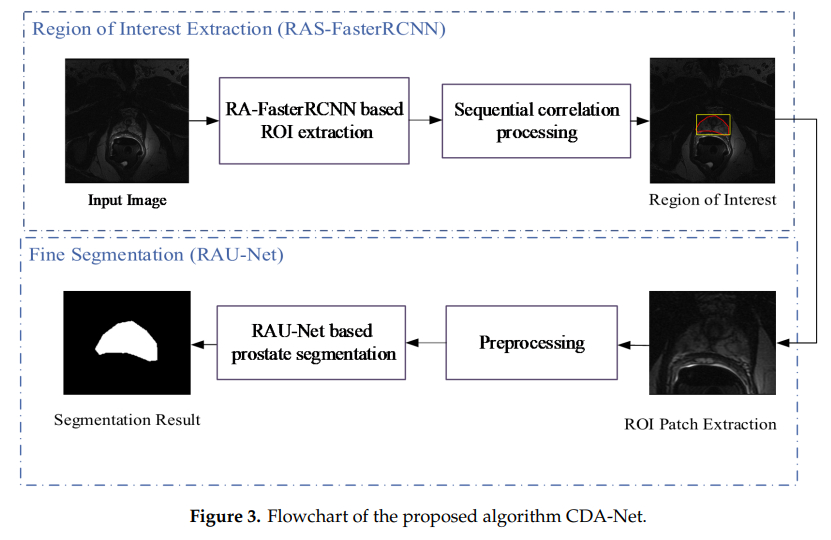 Region of Interest Extraction (RAS-FasterRCNN)
RA-FasterRCNN based
ROI extraction
Sequential correlation
processing
Input Image
Region of Interest
Fine Segmentation (RAU-Net)
RAU-Net based
prostate segmentation
Preprocessing
Segmentation Result
ROI Patch Extraction
Figure 3. Flowchart of the proposed algorithm CDA-Net.